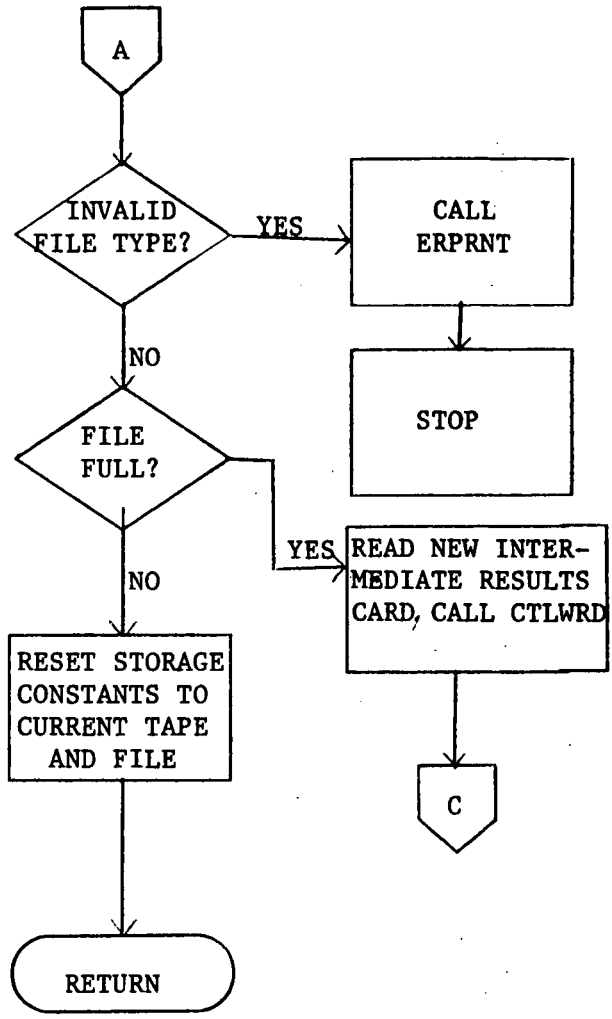 A
INVALID
FILE TYPE?
YES
CALL
ERPRNT
NO
STOP
FILE
FULL?
YES
READ NEW INTER-
MEDIATE RESULTS
CARD, CALL CTLWRD
NO
RESET STORAGE
CONSTANTS TO
CURRENT TAPE
AND FILE
C
RETURN